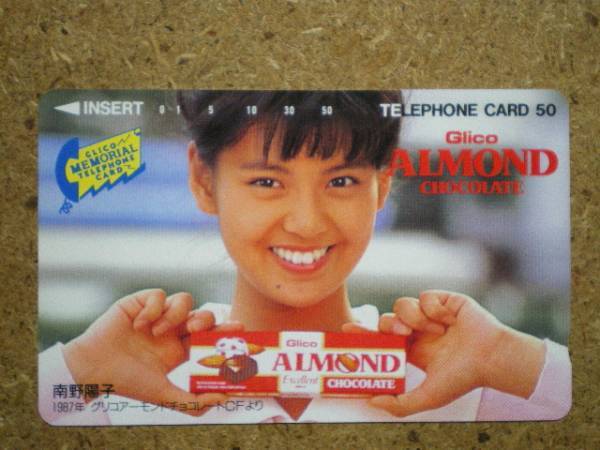 INSERT 0 1 5 10 30 50 TELEPHONE CARD 50
GLICO
MEMORIAL
TELEPHONE
CARD
Glico
ALMOND
CHOCOLATE
Glico
ALMOND
Excellent CHOCOLATE
南野陽子
1987年 グリコアーモンドチョコレートCFより